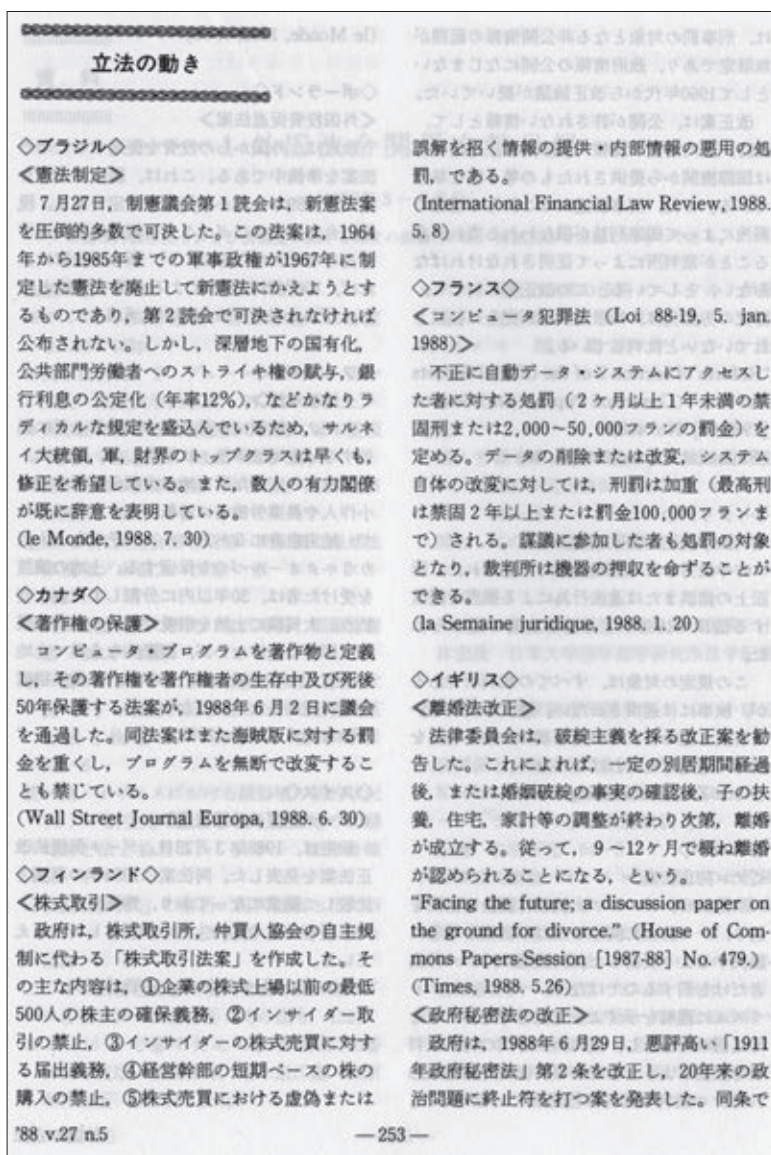 立法の動き
◇ブラジル◇
＜憲法制定＞
７月27日，制憲議会第１読会は，新憲法案
を圧倒的多数で可決した。この法案は，1964
年から1985年までの軍事政権が1967年に制
定した憲法を廃止して新憲法にかえようとす
るものであり，第２読会で可決されなければ
公布されない。しかし，深層地下の国有化，
公共部門労働者へのストライキ権の賦与，銀
行利息の公定化（年率12%），などかなりラ
ディカルな規定を盛込んでいるため，サルネ
イ大統領，軍，財界のトップクラスは早くも，
修正を希望している。また，数人の有力閣僚
が既に辞意を表明している。
(le Monde, 1988. 7. 30)
◇カナダ◇
＜著作権の保護＞
コンピュータ・プログラムを著作物と定義
し，その著作権を著作権者の生存中及び死後
50年保護する法案が，1988年６月２日に議会
を通過した。同法案はまた海賊版に対する罰
金を重くし，プログラムを無断で改変するこ
とも禁じている。
(Wall Street Journal Europa, 1988. 6. 30)
◇フィンランド◇
＜株式取引＞
政府は，株式取引所，仲買人協会の自主規
制に代わる「株式取引法案」を作成した。そ
の主な内容は，①企業の株式上場以前の最低
500人の株主の確保義務，②インサイダー取
引の禁止，③インサイダーの株式売買に対す
る届出義務，④経営幹部の短期ベースの株の
購入の禁止，⑤株式売買における虚偽または
誤解を招く情報の提供・内部情報の悪用の処
罰，である。
(International Financial Law Review, 1988.
5. 8)
◇フランス◇
＜コンピュータ犯罪法 (Loi 88-19, 5. jan.
1988)＞
不正に自動データ・システムにアクセスし
た者に対する処罰（２ケ月以上１年未満の禁
固刑または2,000～50,000フランの罰金）を
定める。データの削除または改変，システム
自体の改変に対しては，刑罰は加重（最高刑
は禁固２年以上または罰金100,000フランま
で）される。謀議に参加した者も処罰の対象
となり，裁判所は機器の押収を命ずることが
できる。
(la Semaine juridique, 1988. 1. 20)
◇イギリス◇
＜離婚法改正＞
法律委員会は，破綻主義を採る改正案を勧
告した。これによれば，一定の別居期間経過
後，または婚姻破綻の事実の確認後，子の扶
養，住宅，家計等の調整が終わり次第，離婚
が成立する。従って，９～12ケ月で概ね離婚
が認められることになる，という。
"Facing the future; a discussion paper on
the ground for divorce." (House of Com-
mons Papers-Session [1987-88] No. 479.)
(Times, 1988. 5.26)
＜政府秘密法の改正＞
政府は，1988年６月29日，悪評高い「1911
年政府秘密法」第２条を改正し，20年来の政
治問題に終止符を打つ案を発表した。同条で
'88 v.27 n.5
―253―